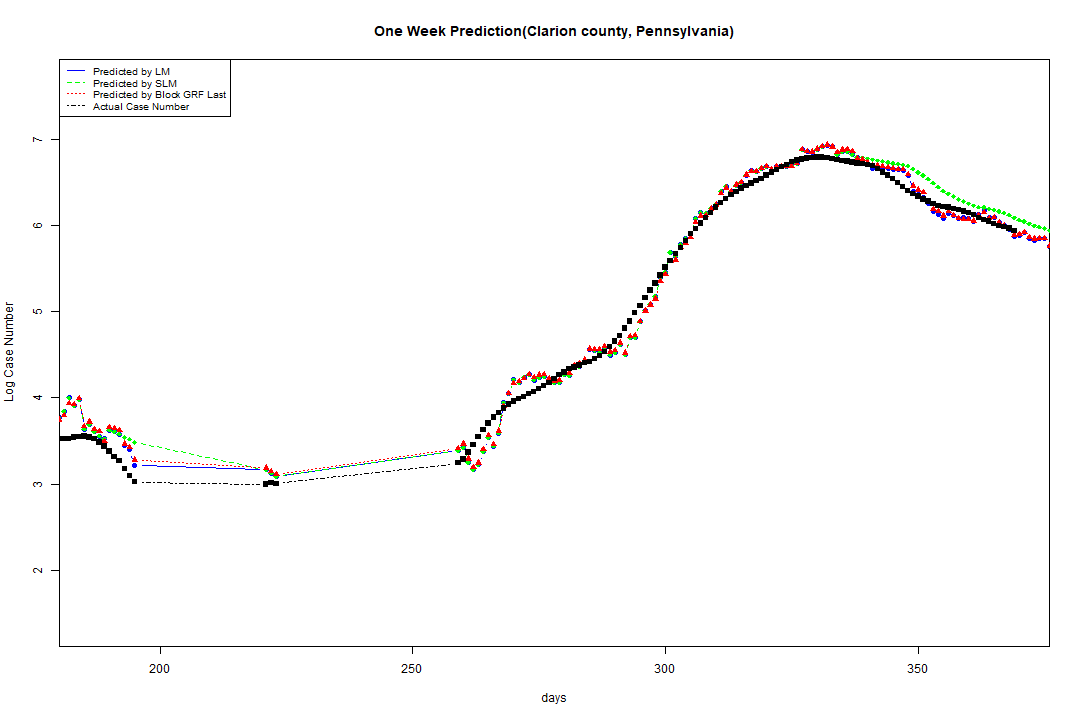 One Week Prediction(Clarion county, Pennsylvania)
Predicted by LM
Predicted by SLM
Predicted by Block GRF Last
Actual Case Number
Log Case Number
7
6
5
4
3
2
200
250
300
350
days